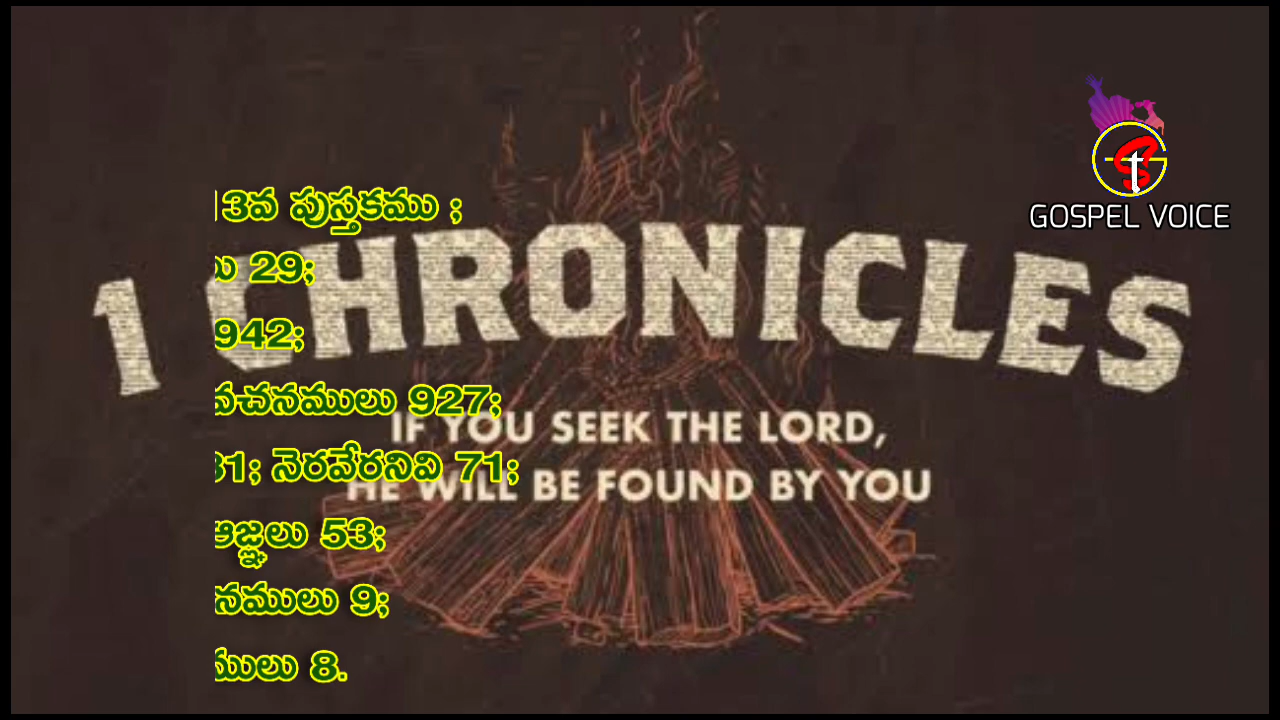 13వ పుస్తకము :
29;
942;
1 CHRONICLES
IF YOU SEEK THE LORD,
HE WILL BE FOUND BY YOU
వచనములు 927;
31; నెరవేరనివి 71;
ఆజ్ఞలు 53;
నములు 9;
ములు 8.
GOSPEL VOICE